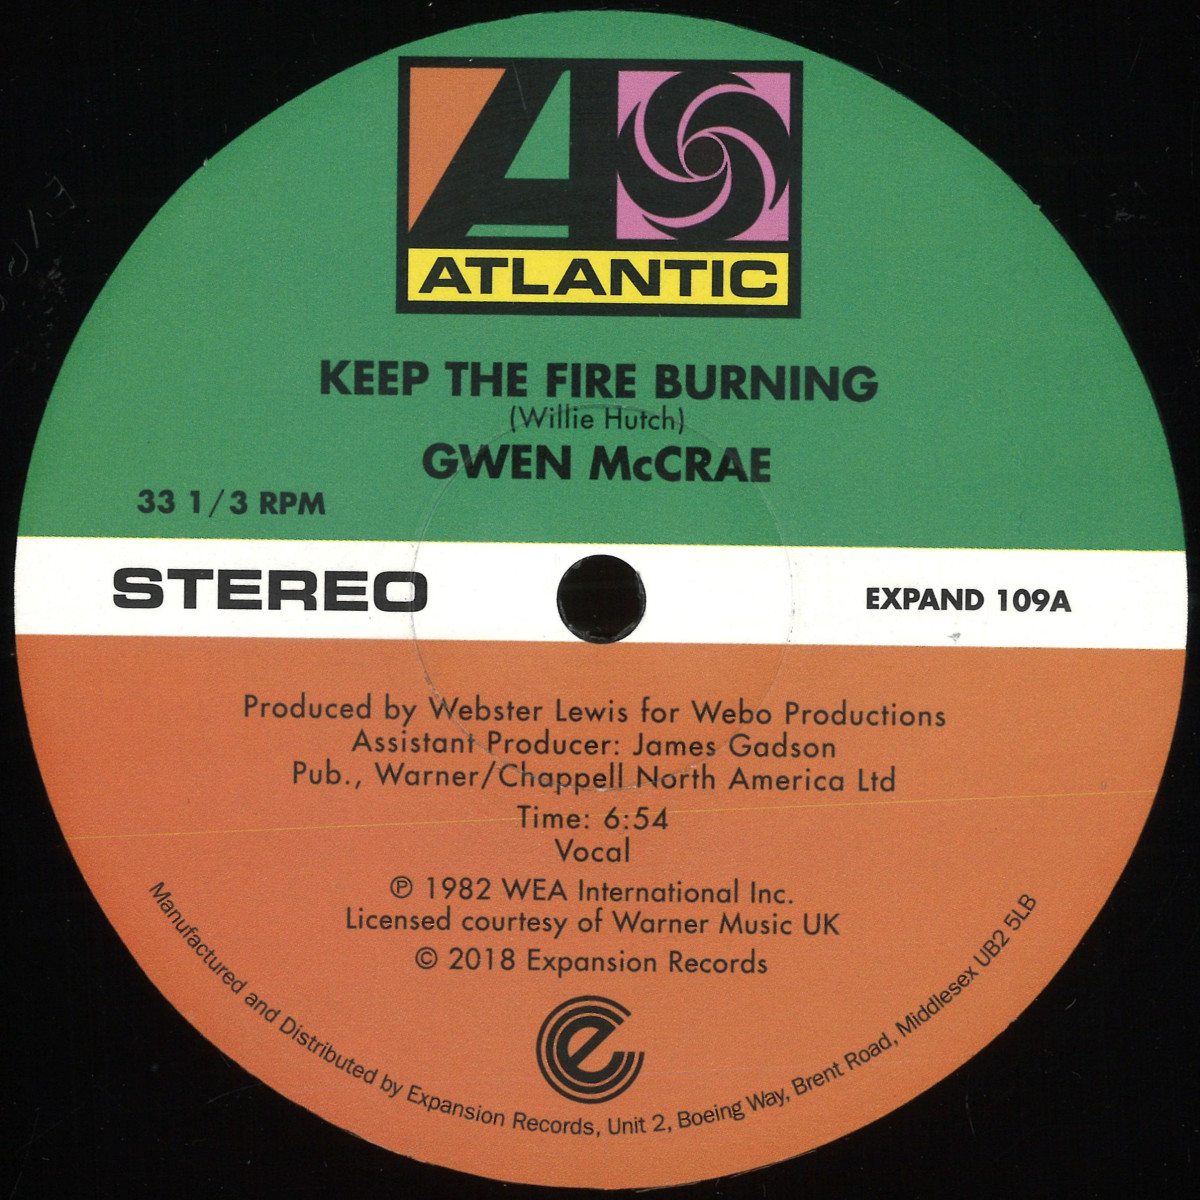 ATLANTIC
KEEP THE FIRE BURNING
(Willie Hutch)
GWEN McCRAE
33 1/3 RPM
STEREO
EXPAND 109A
Produced by Webster Lewis for Webo Productions
Assistant Producer: James Gadson
Pub., Warner/Chappell North America Ltd
Time: 6:54
Vocal
℗ 1982 WEA International Inc.
Licensed courtesy of Warner Music UK
© 2018 Expansion Records
e
Manufactured and Distributed by Expansion Records, Unit 2, Boeing Way, Brent Road, Middlesex UB2 5LB